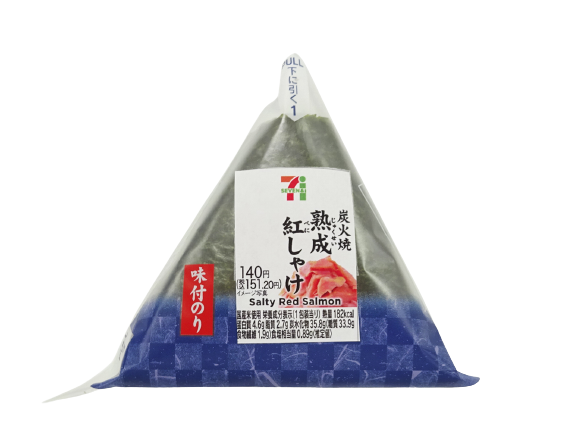 PULL
下に引く1
SEVEN&i
炭火焼
熟成
じゅくせい
紅しゃけ
べに
140円
(税込151.20円)
イメージ写真
Salty Red Salmon
味付のり
国産米使用 栄養成分表示(1包装当り) 熱量182kcal
蛋白質4.6g 脂質2.7g 炭水化物35.8g(糖質33.9g
食物繊維1.9g)食塩相当量0.89g(推定値)